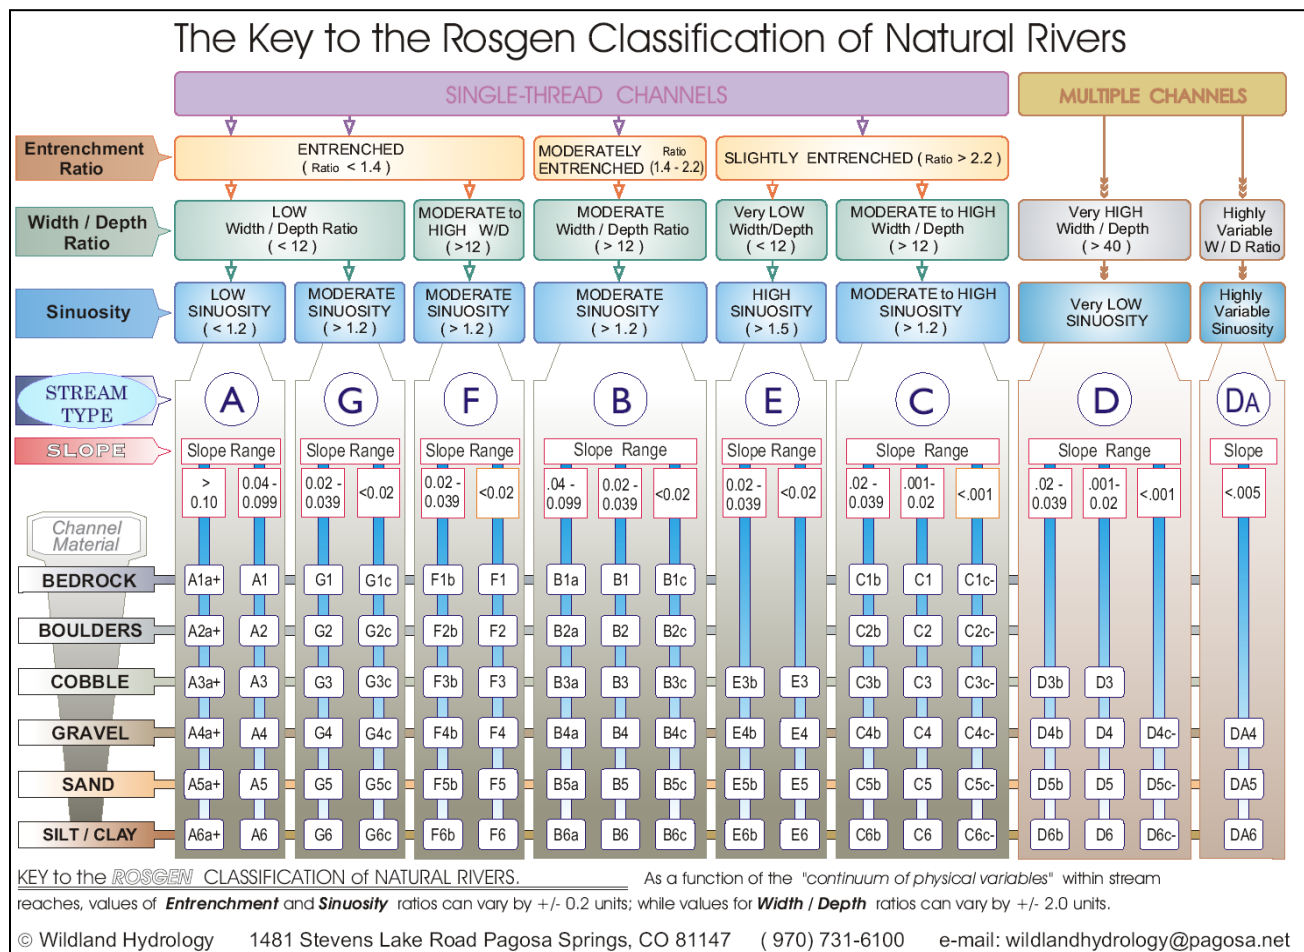 The Key to the Rosgen Classification of Natural Rivers
SINGLE-THREAD CHANNELS
MULTIPLE CHANNELS
Entrenchment
Ratio
ENTRENCHED
( Ratio < 1.4 )
MODERATELY Ratio
ENTRENCHED (1.4 - 2.2)
SLIGHTLY ENTRENCHED ( Ratio > 2.2 )
Width / Depth
Ratio
LOW
Width / Depth Ratio
( < 12 )
MODERATE to
HIGH W/D
( >12 )
MODERATE
Width / Depth Ratio
( > 12 )
Very LOW
Width/Depth
( < 12 )
MODERATE to HIGH
Width / Depth
( > 12 )
Very HIGH
Width / Depth
( > 40 )
Highly
Variable
W / D Ratio
Sinuosity
LOW
SINUOSITY
( < 1.2 )
MODERATE
SINUOSITY
( > 1.2 )
MODERATE
SINUOSITY
( > 1.2 )
MODERATE
SINUOSITY
( > 1.2 )
HIGH
SINUOSITY
( > 1.5 )
MODERATE to HIGH
SINUOSITY
( > 1.2 )
Very LOW
SINUOSITY
Highly
Variable
Sinuosity
STREAM
TYPE
A G F B E C D DA
SLOPE
Slope Range Slope Range Slope Range Slope Range Slope Range Slope Range Slope Range Slope
> 0.10
0.04 - 0.099
0.02 - 0.039
<0.02
0.02 - 0.039
<0.02
.04 - 0.099
0.02 - 0.039
<0.02
0.02 - 0.039
<0.02
.02 - 0.039
.001- 0.02
<.001
.02 - 0.039
.001- 0.02
<.001
<.005
Channel
Material
BEDROCK A1a+ A1 G1 G1c F1b F1 B1a B1 B1c C1b C1 C1c-
BOULDERS A2a+ A2 G2 G2c F2b F2 B2a B2 B2c C2b C2 C2c-
COBBLE A3a+ A3 G3 G3c F3b F3 B3a B3 B3c E3b E3 C3b C3 C3c- D3b D3
GRAVEL A4a+ A4 G4 G4c F4b F4 B4a B4 B4c E4b E4 C4b C4 C4c- D4b D4 D4c- DA4
SAND A5a+ A5 G5 G5c F5b F5 B5a B5 B5c E5b E5 C5b C5 C5c- D5b D5 D5c- DA5
SILT / CLAY A6a+ A6 G6 G6c F6b F6 B6a B6 B6c E6b E6 C6b C6 C6c- D6b D6 D6c- DA6
KEY to the ROSGEN CLASSIFICATION of NATURAL RIVERS. As a function of the "continuum of physical variables" within stream
reaches, values of Entrenchment and Sinuosity ratios can vary by +/- 0.2 units; while values for Width / Depth ratios can vary by +/- 2.0 units.
© Wildland Hydrology 1481 Stevens Lake Road Pagosa Springs, CO 81147 ( 970) 731-6100 e-mail: wildlandhydrology@pagosa.net